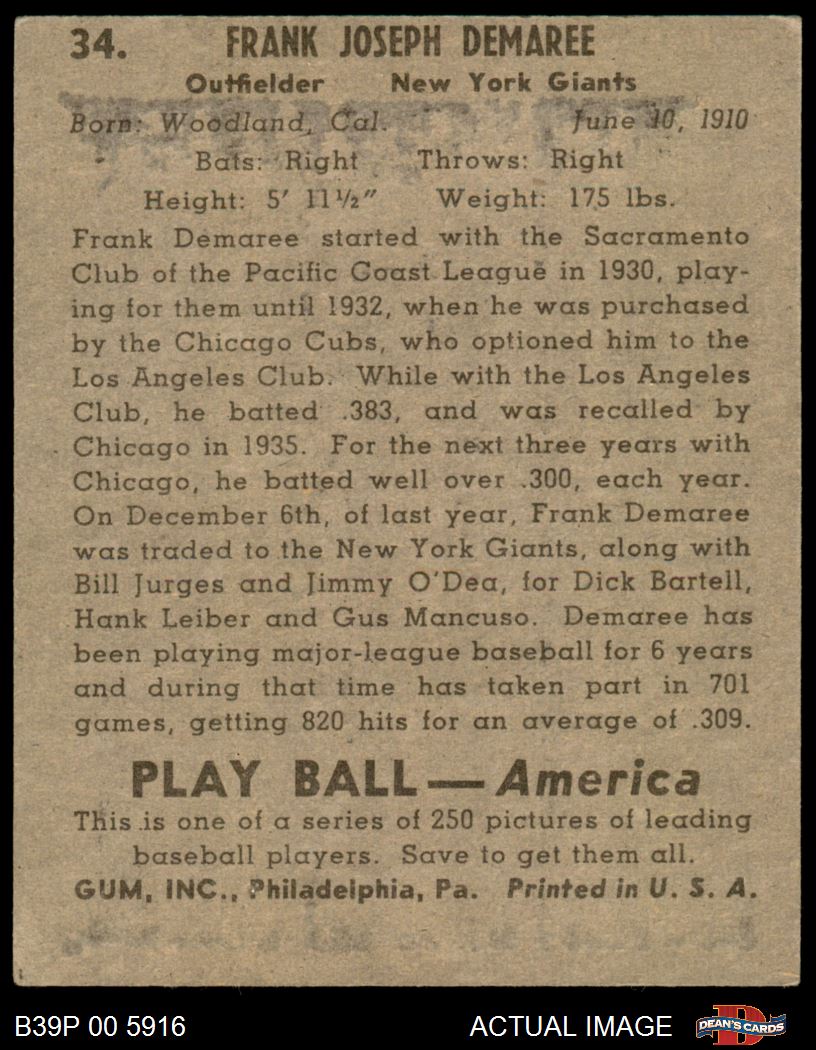 34. FRANK JOSEPH DEMAREE
Outfielder New York Giants
Born: Woodland, Cal. June 10, 1910
Bats: Right Throws: Right
Height: 5' 11½" Weight: 175 lbs.
Frank Demaree started with the Sacramento
Club of the Pacific Coast League in 1930, play-
ing for them until 1932, when he was purchased
by the Chicago Cubs, who optioned him to the
Los Angeles Club. While with the Los Angeles
Club, he batted .383, and was recalled by
Chicago in 1935. For the next three years with
Chicago, he batted well over .300, each year.
On December 6th, of last year, Frank Demaree
was traded to the New York Giants, along with
Bill Jurges and Jimmy O'Dea, for Dick Bartell,
Hank Leiber and Gus Mancuso. Demaree has
been playing major-league baseball for 6 years
and during that time has taken part in 701
games, getting 820 hits for an average of .309.
PLAY BALL — America
This is one of a series of 250 pictures of leading
baseball players. Save to get them all.
GUM, INC., Philadelphia, Pa. Printed in U. S. A.
B39P 00 5916 ACTUAL IMAGE DEAN'S CARDS